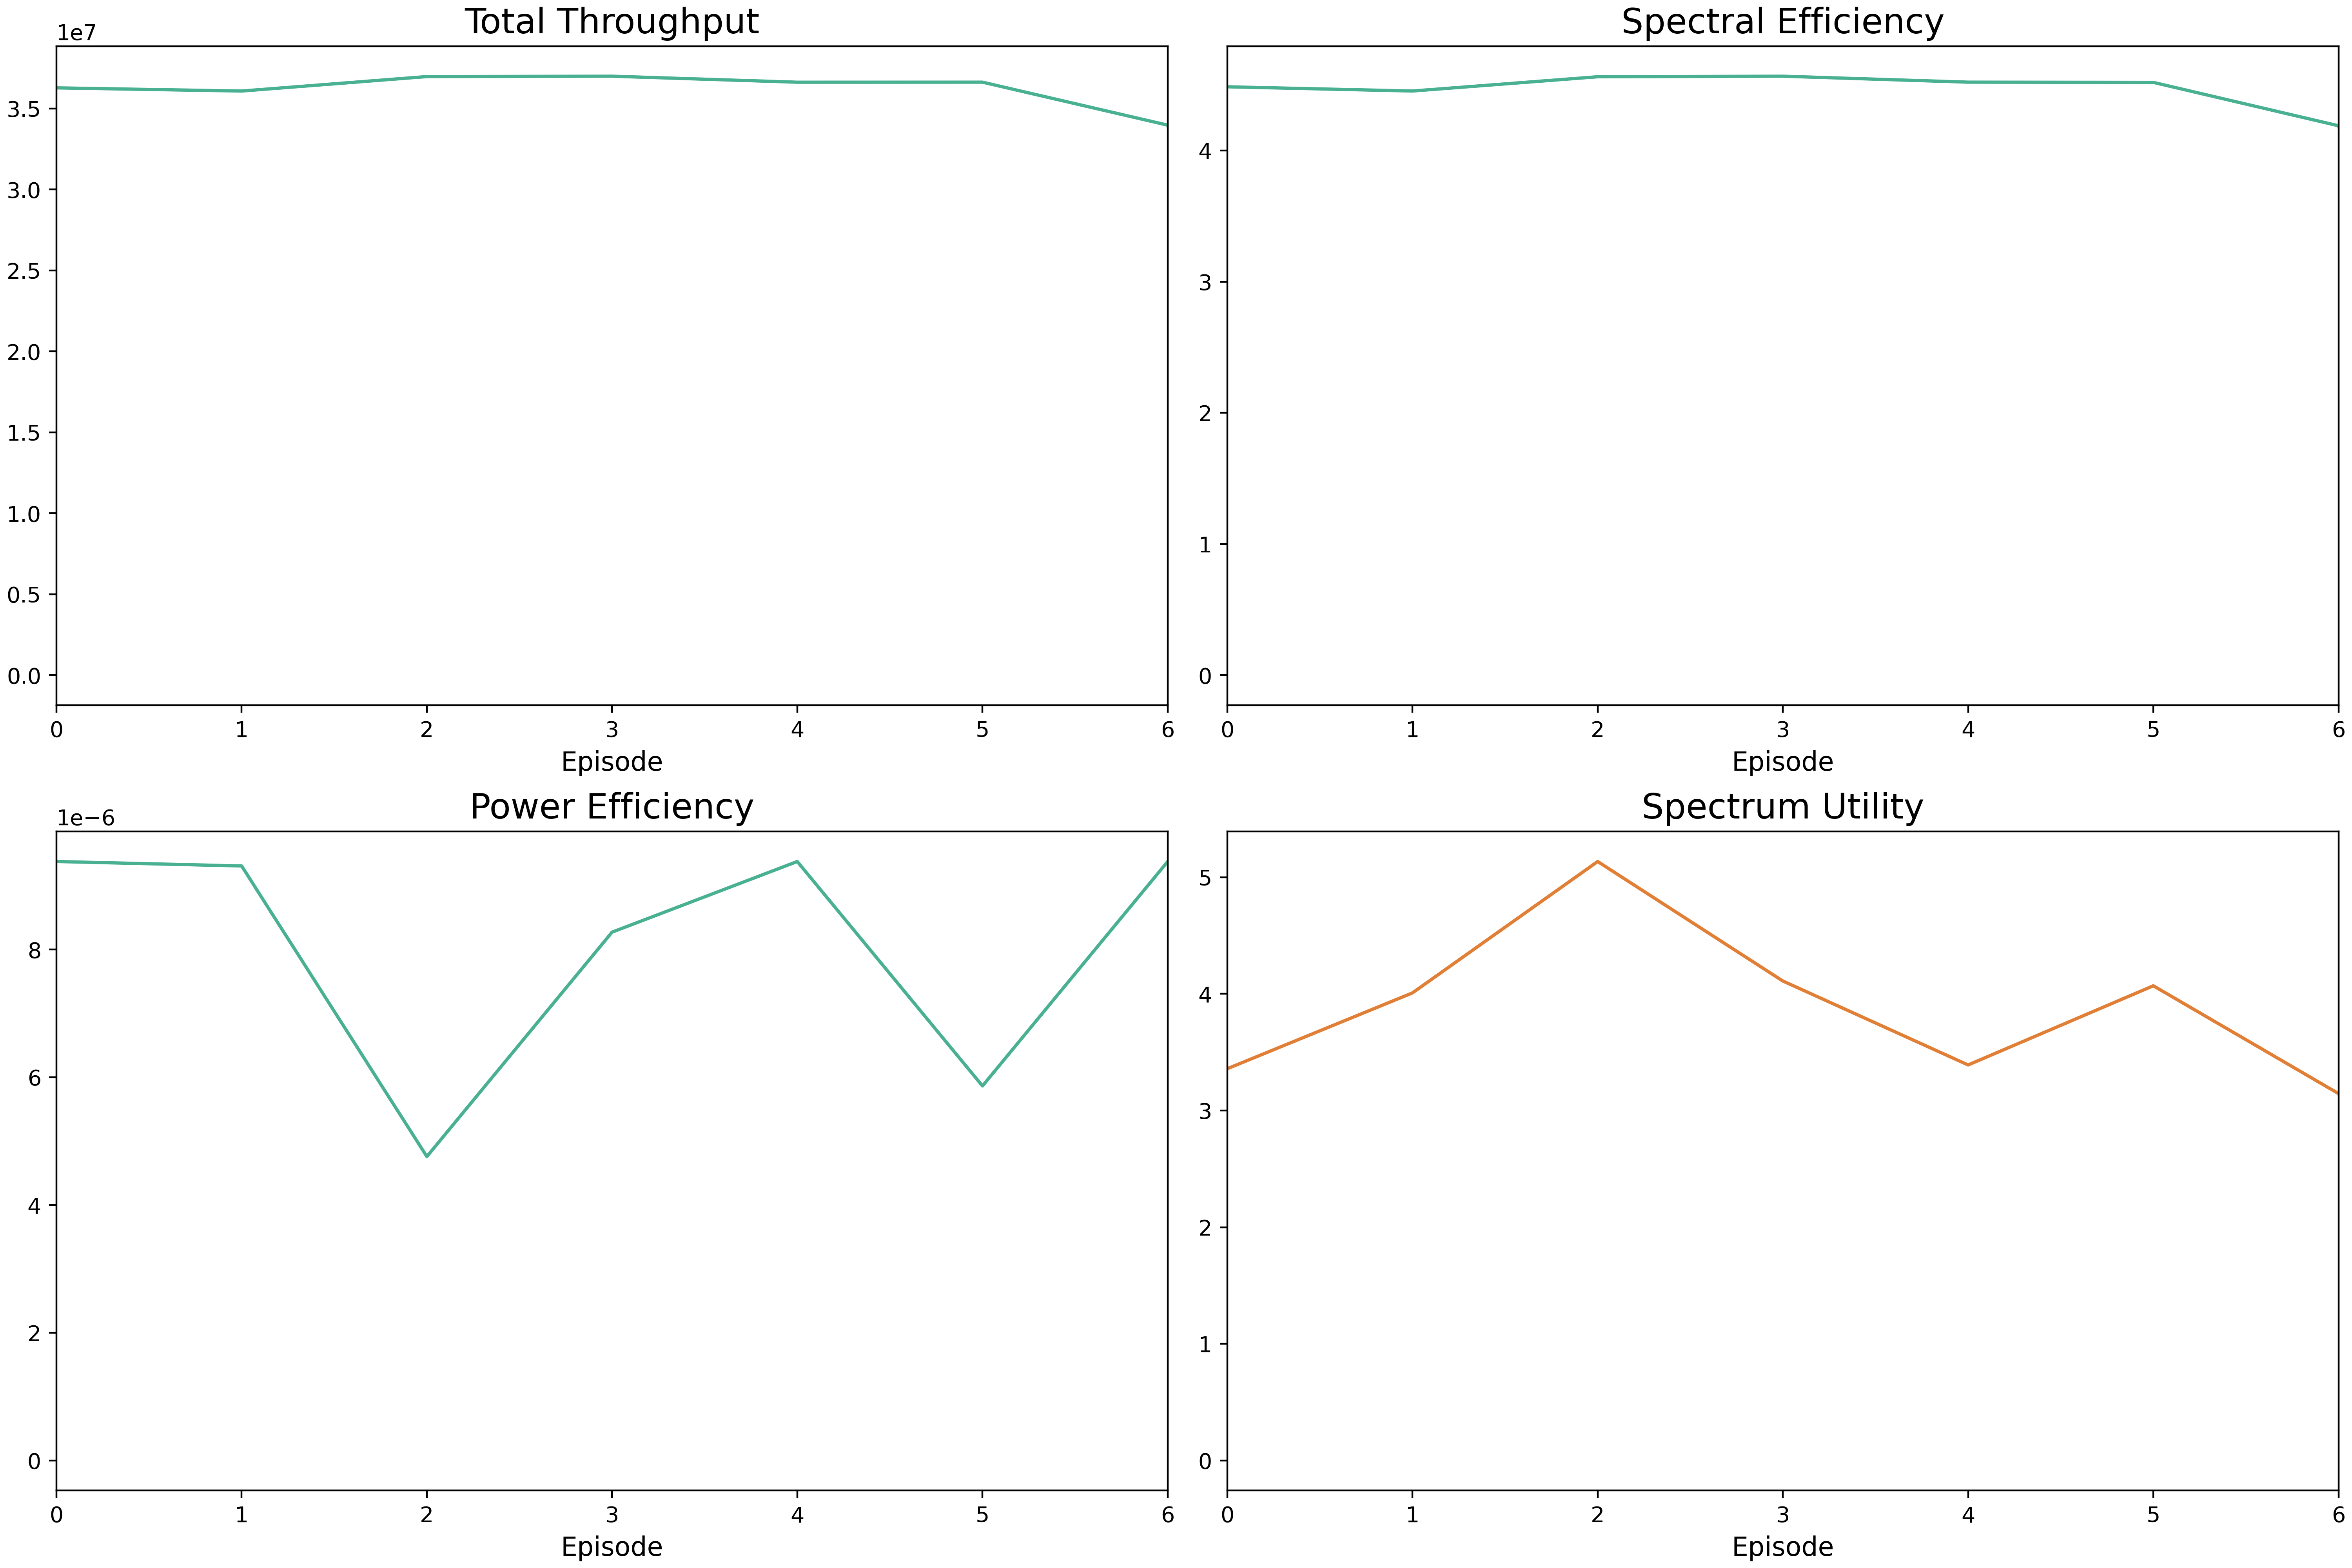 Total Throughput
1e7
3.5
3.0
2.5
2.0
1.5
1.0
0.5
0.0
0 1 2 3 4 5 6
Episode
Spectral Efficiency
4
3
2
1
0
0 1 2 3 4 5 6
Episode
Power Efficiency
1e−6
8
6
4
2
0
0 1 2 3 4 5 6
Episode
Spectrum Utility
5
4
3
2
1
0
0 1 2 3 4 5 6
Episode